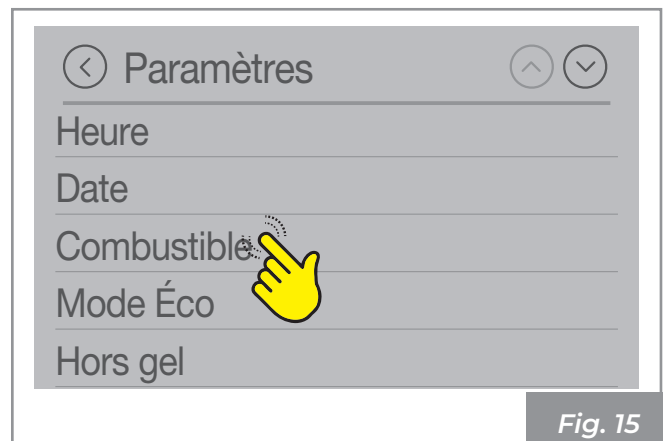 Paramètres
Heure
Date
Combustible
Mode Éco
Hors gel
Fig. 15